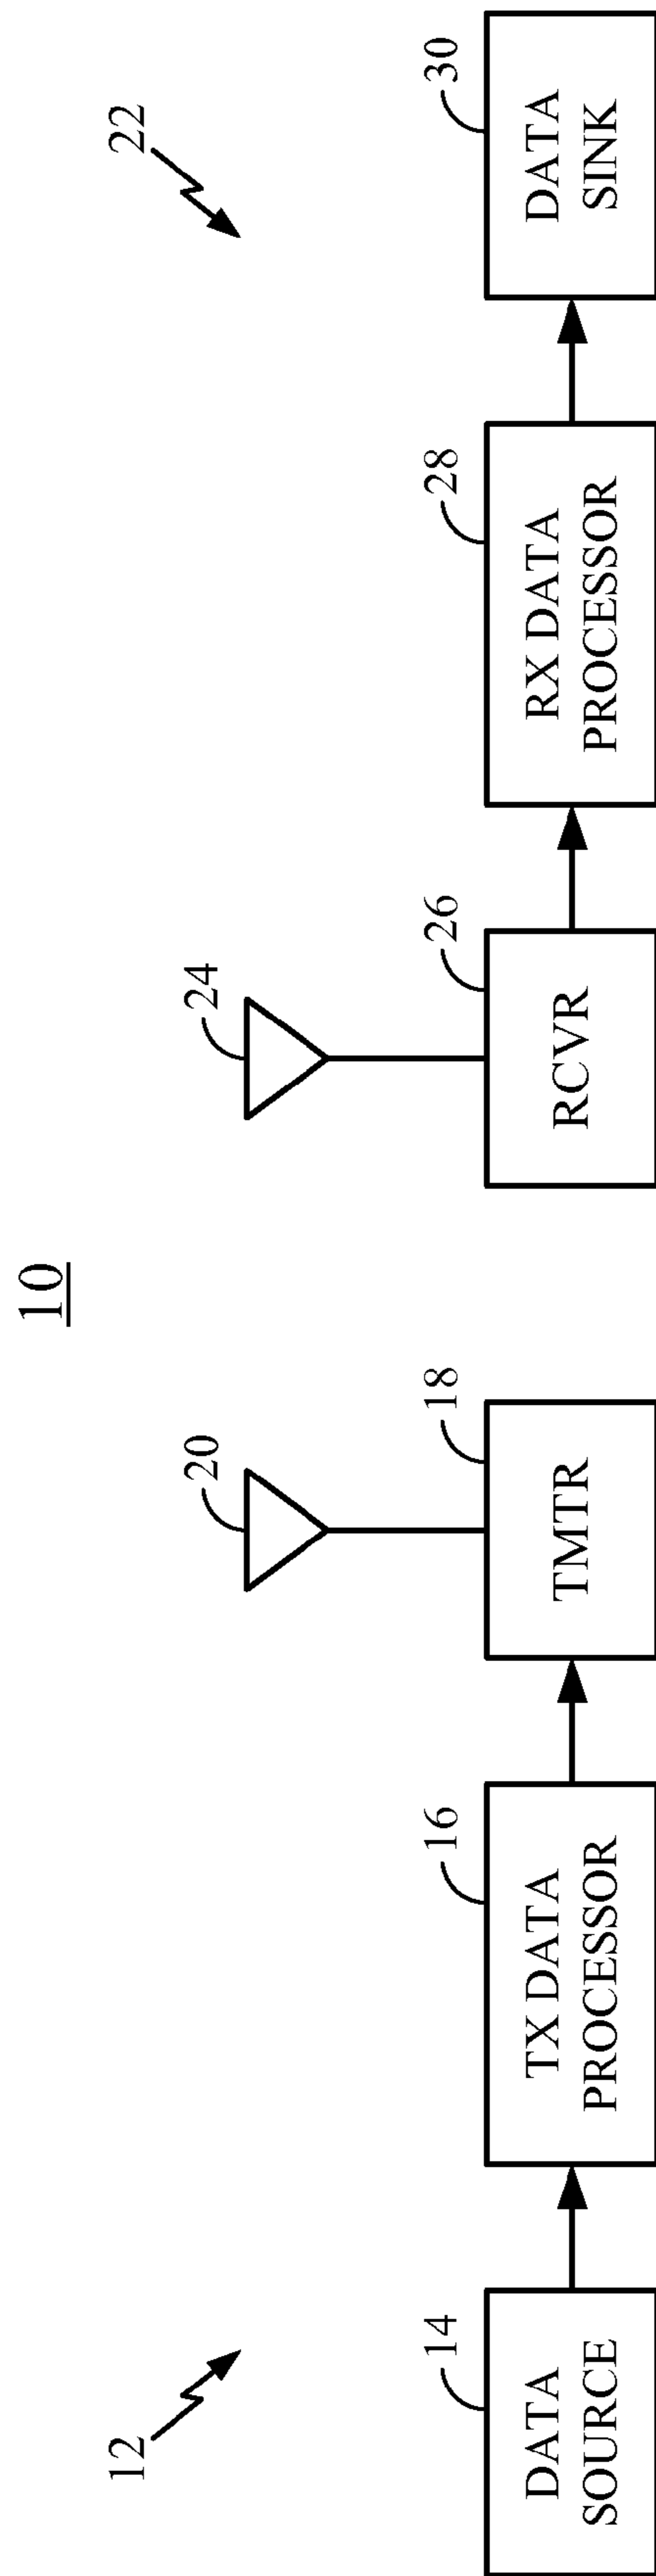 10
12
22
20
24
14
16
18
26
28
30
DATA
SOURCE
TX DATA
PROCESSOR
TMTR
RCVR
RX DATA
PROCESSOR
DATA
SINK